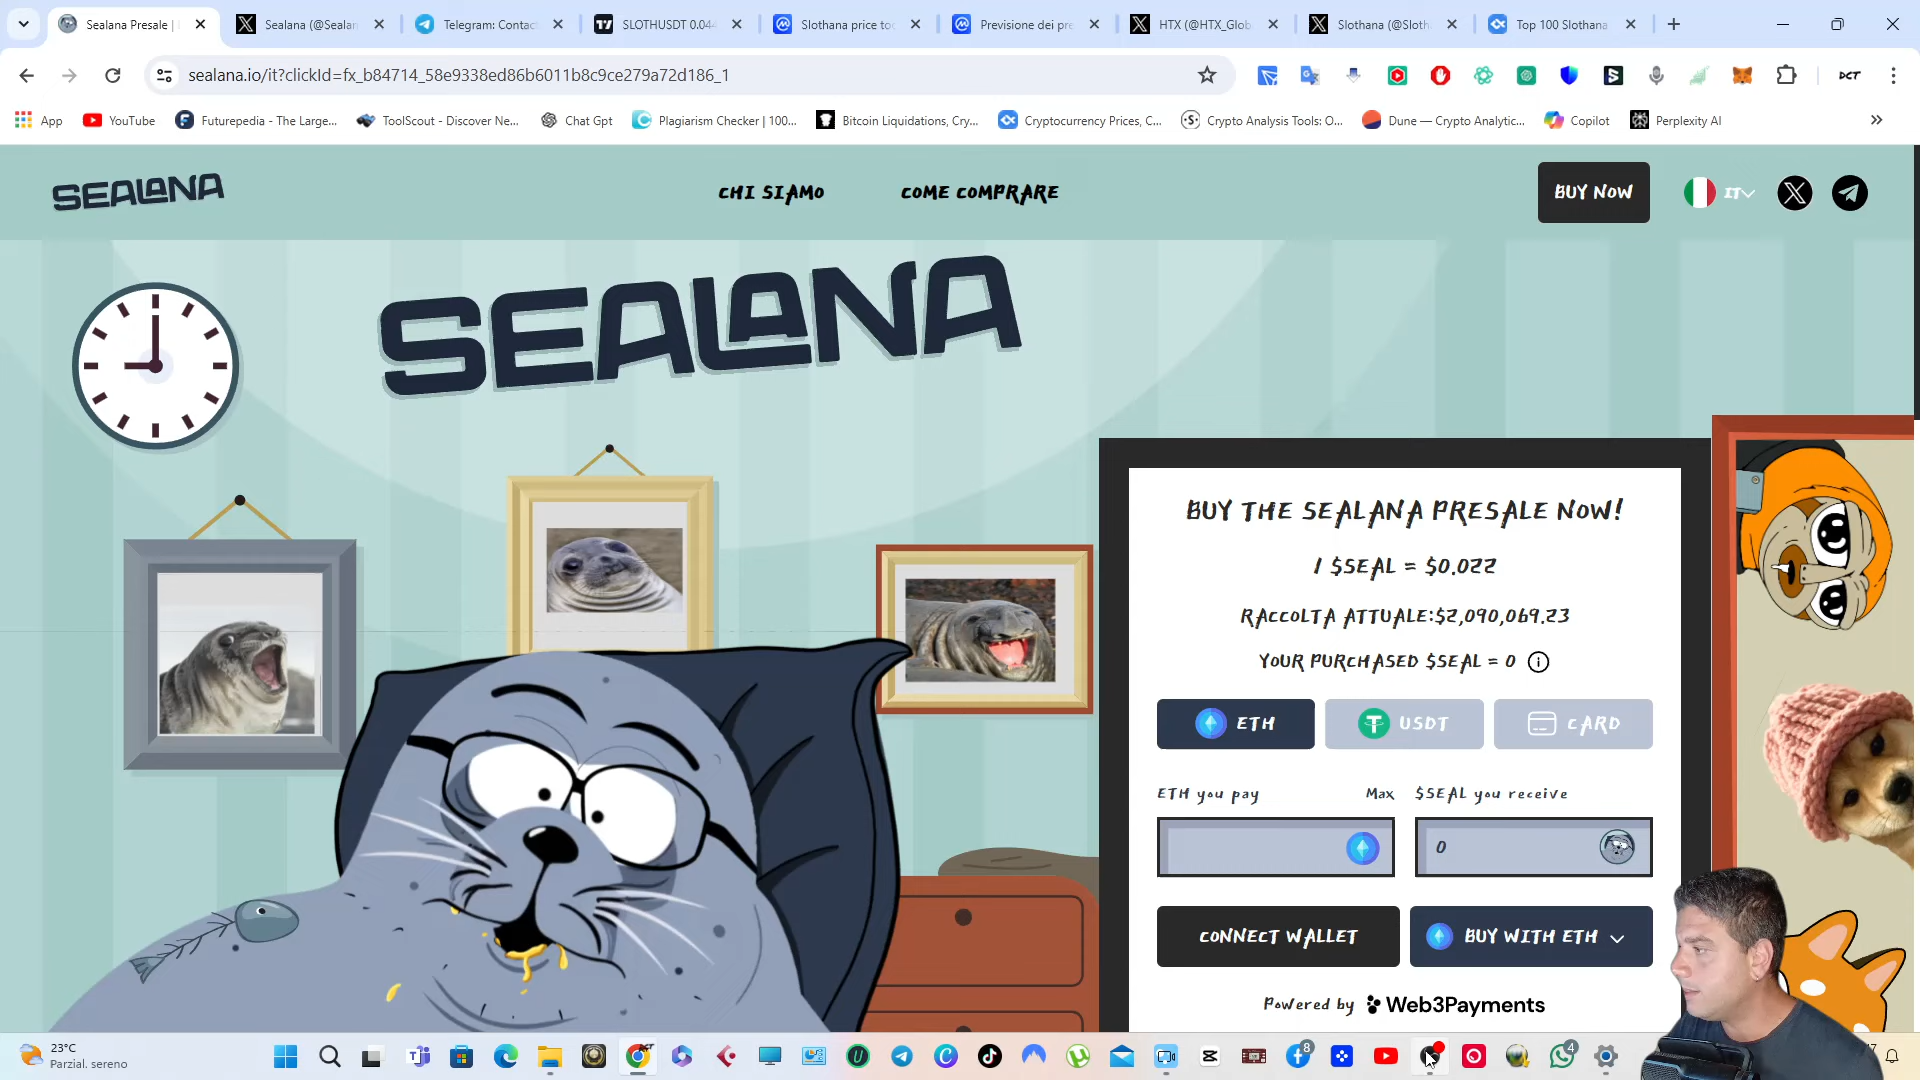 Sealana Presale |
Sealana (@Sealan
Telegram: Contac
SLOTHUSDT 0.04
Slothana price too
Previsione dei pre
HTX (@HTX_Glob
Slothana (@Sloth
Top 100 Slothana
sealana.io/it?clickId=fx_b84714_58e9338ed86b6011b8c9ce279a72d186_1
DCT
App
YouTube
Futurepedia - The Large...
ToolScout - Discover Ne...
Chat Gpt
Plagiarism Checker | 100...
Bitcoin Liquidations, Cry...
Cryptocurrency Prices, C...
Crypto Analysis Tools: O...
Dune — Crypto Analytic...
Copilot
Perplexity AI
SEALANA
CHI SIAMO
COME COMPRARE
BUY NOW
IT
SEALANA
BUY THE SEALANA PRESALE NOW!
1 $SEAL = $0.022
RACCOLTA ATTUALE:$2,090,069.23
YOUR PURCHASED $SEAL = 0
ETH
USDT
CARD
ETH you pay
Max
$SEAL you receive
0
CONNECT WALLET
BUY WITH ETH
Powered by Web3Payments
23°C
Parzial. sereno
8
4